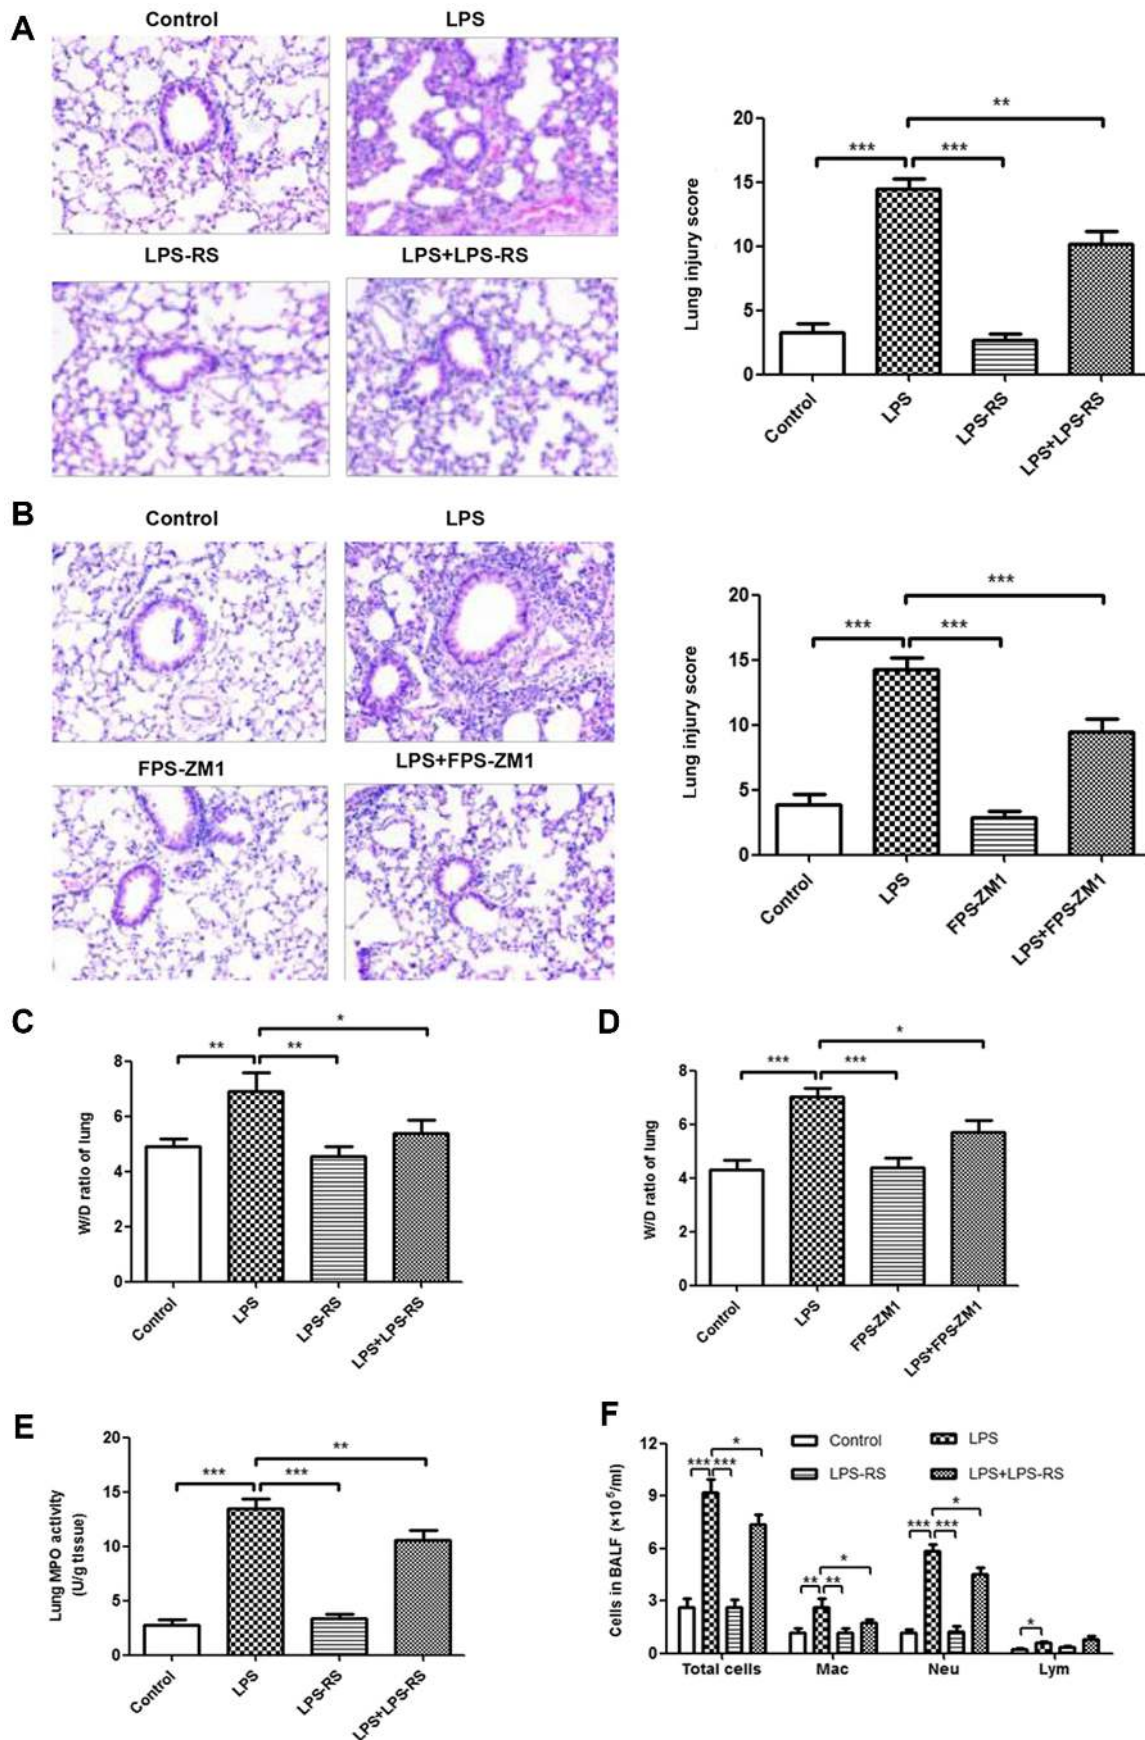 A
Control
LPS
LPS-RS
LPS+LPS-RS
Lung injury score
20
15
10
5
0
***
***
**
Control
LPS
LPS-RS
LPS+LPS-RS
B
Control
LPS
FPS-ZM1
LPS+FPS-ZM1
Lung injury score
20
15
10
5
0
***
***
***
Control
LPS
FPS-ZM1
LPS+FPS-ZM1
C
W/D ratio of lung
8
6
4
2
0
**
**
*
Control
LPS
LPS-RS
LPS+LPS-RS
D
W/D ratio of lung
8
6
4
2
0
***
***
*
Control
LPS
FPS-ZM1
LPS+FPS-ZM1
E
Lung MPO activity
(U/g tissue)
20
15
10
5
0
***
***
**
Control
LPS
LPS-RS
LPS+LPS-RS
F
Control
LPS
LPS-RS
LPS+LPS-RS
Cells in BALF (×10⁵/ml)
12
9
6
3
0
*** ***
*
** **
*
*** ***
*
*
Total cells
Mac
Neu
Lym